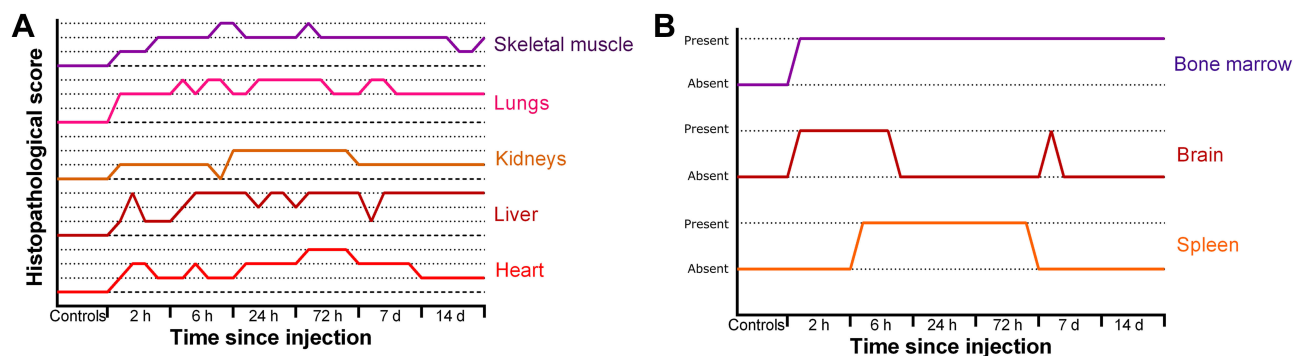 A
Histopathological score
Skeletal muscle
Lungs
Kidneys
Liver
Heart
Controls 2 h 6 h 24 h 72 h 7 d 14 d
Time since injection
B
Present
Absent
Bone marrow
Present
Absent
Brain
Present
Absent
Spleen
Controls 2 h 6 h 24 h 72 h 7 d 14 d
Time since injection